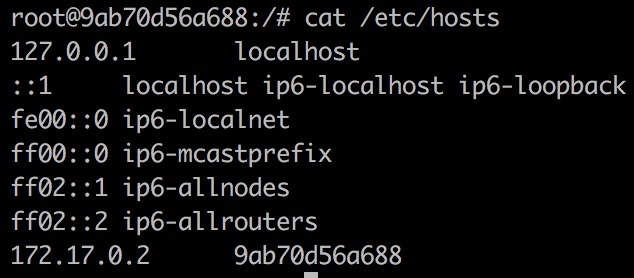 root@9ab70d56a688:/# cat /etc/hosts
127.0.0.1       localhost
::1     localhost ip6-localhost ip6-loopback
fe00::0 ip6-localnet
ff00::0 ip6-mcastprefix
ff02::1 ip6-allnodes
ff02::2 ip6-allrouters
172.17.0.2      9ab70d56a688